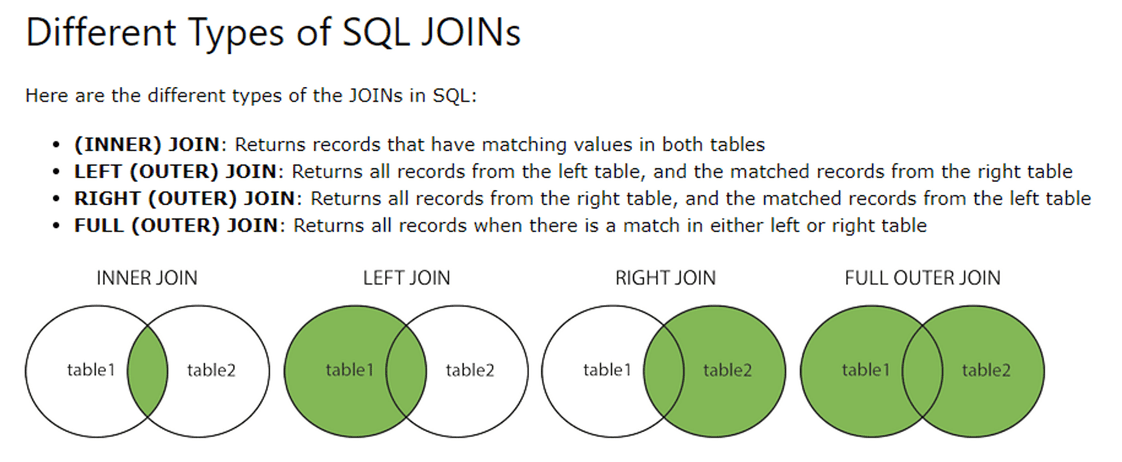 Different Types of SQL JOINs
Here are the different types of the JOINs in SQL:
• (INNER) JOIN: Returns records that have matching values in both tables
• LEFT (OUTER) JOIN: Returns all records from the left table, and the matched records from the right table
• RIGHT (OUTER) JOIN: Returns all records from the right table, and the matched records from the left table
• FULL (OUTER) JOIN: Returns all records when there is a match in either left or right table
INNER JOIN LEFT JOIN RIGHT JOIN FULL OUTER JOIN
table1 table2 table1 table2 table1 table2 table1 table2